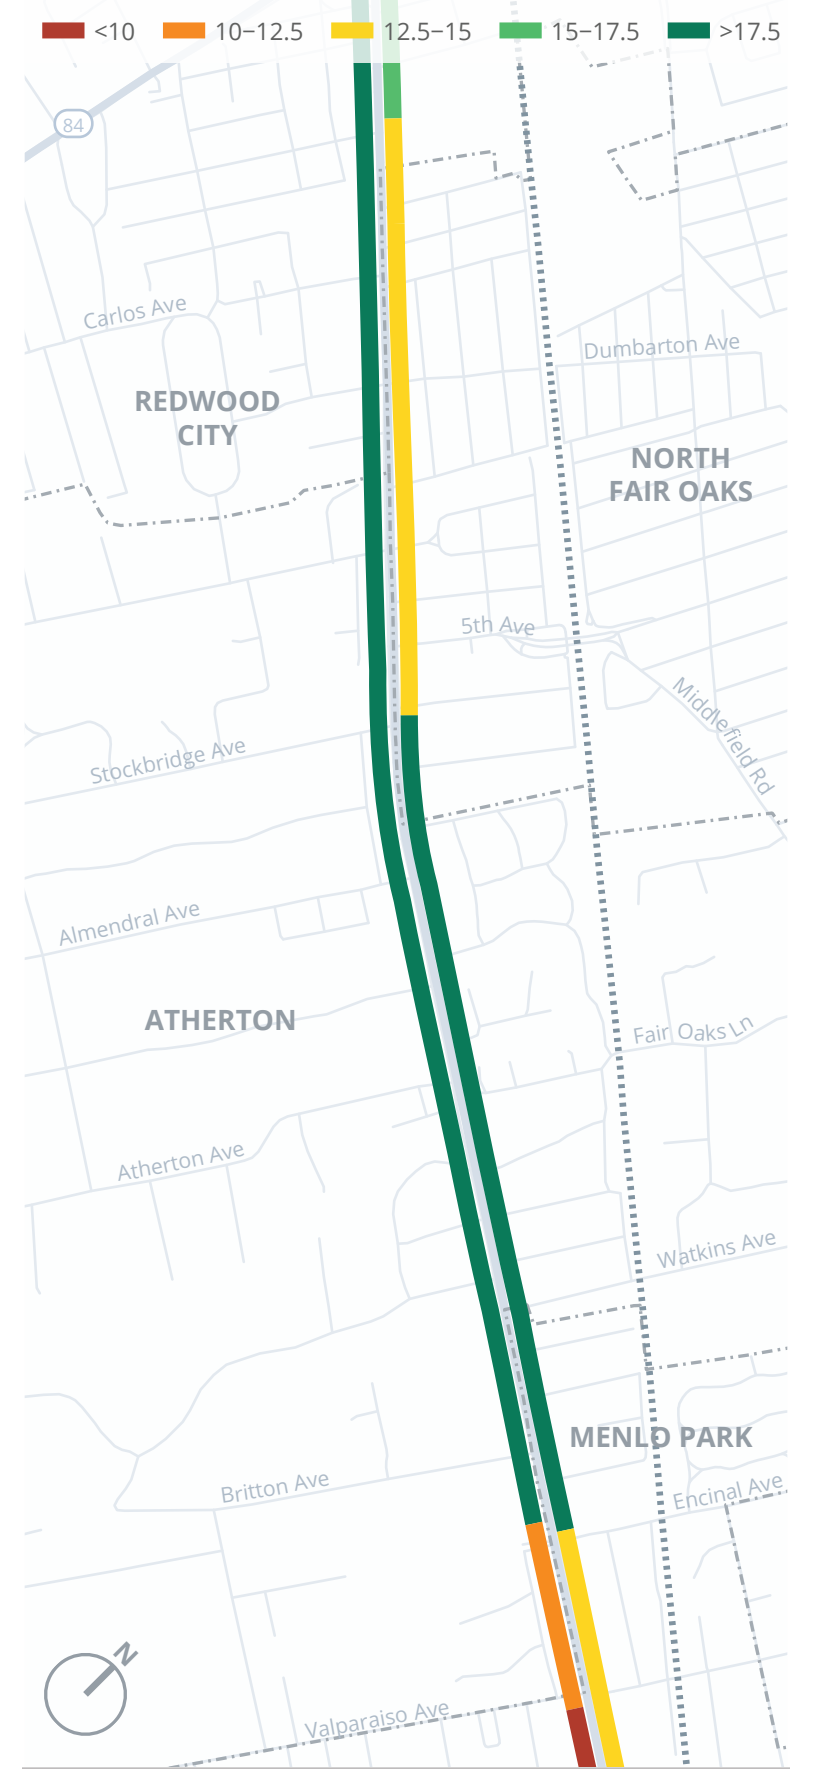 <10 10–12.5 12.5–15 15–17.5 >17.5
84
Carlos Ave
Dumbarton Ave
REDWOOD
CITY
NORTH
FAIR OAKS
5th Ave
Middlefield Rd
Stockbridge Ave
Almendral Ave
ATHERTON
Fair Oaks Ln
Atherton Ave
Watkins Ave
MENLO PARK
Britton Ave
Encinal Ave
N
Valparaiso Ave